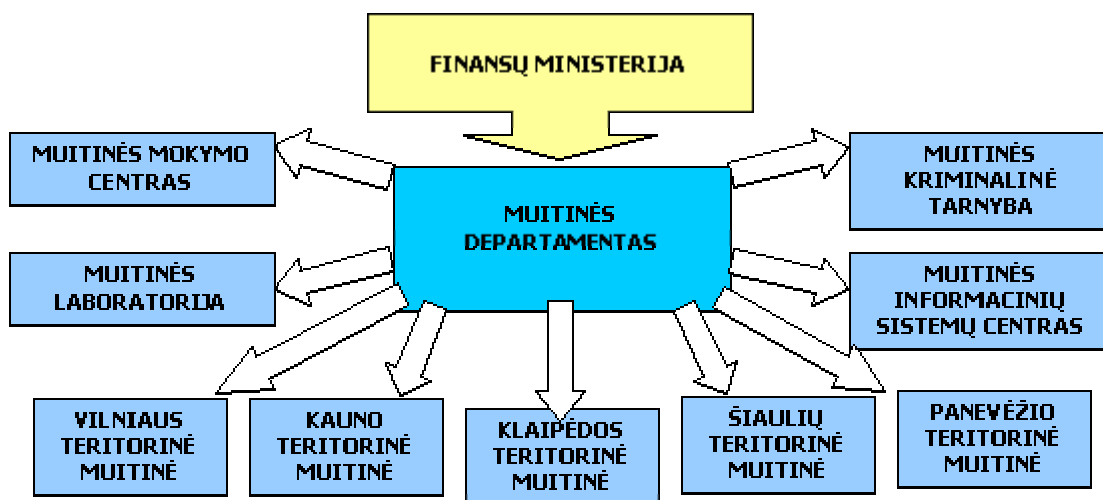 FINANSŲ MINISTERIJA
MUITINĖS MOKYMO
CENTRAS
MUITINĖS
KRIMINALINĖ
TARNYBA
MUITINĖS
DEPARTAMENTAS
MUITINĖS
LABORATORIJA
MUITINĖS
INFORMACINIŲ
SISTEMŲ CENTRAS
VILNIAUS
TERITORINĖ
MUITINĖ
KAUNO
TERITORINĖ
MUITINĖ
KLAIPĖDOS
TERITORINĖ
MUITINĖ
ŠIAULIŲ
TERITORINĖ
MUITINĖ
PANEVĖŽIO
TERITORINĖ
MUITINĖ